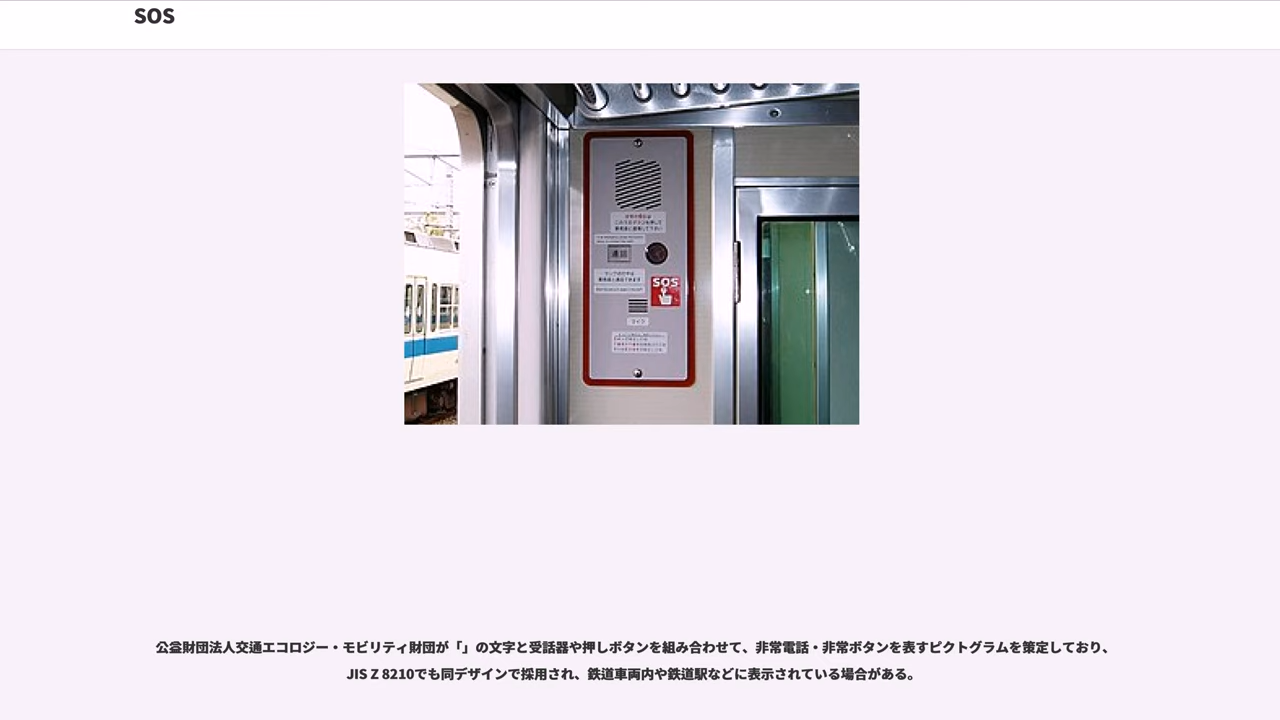 SOS
通話
SOS
マイク
公益財団法人交通エコロジー・モビリティ財団が「」の文字と受話器や押しボタンを組み合わせて、非常電話・非常ボタンを表すピクトグラムを策定しており、
JIS Z 8210でも同デザインで採用され、鉄道車両内や鉄道駅などに表示されている場合がある。